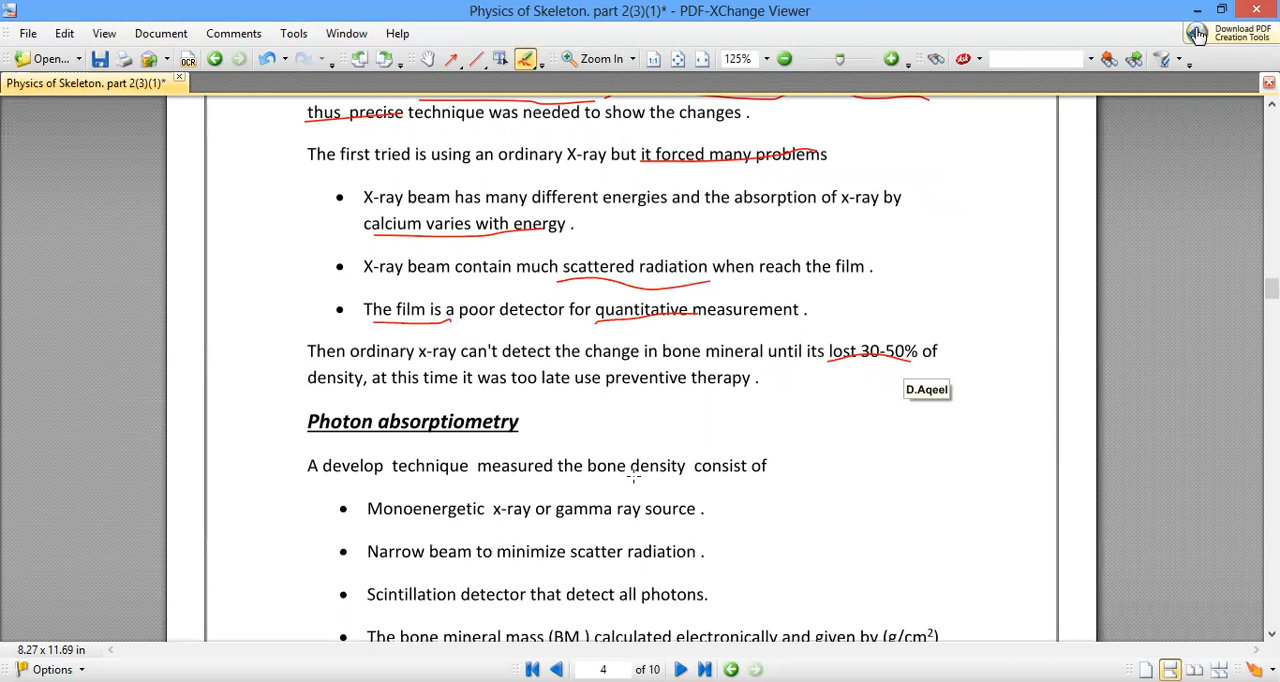 Physics of Skeleton. part 2(3)(1)* - PDF-XChange Viewer
File Edit View Document Comments Tools Window Help
Download PDF Creation Tools
Open... OCR Zoom In 125%
Physics of Skeleton. part 2(3)(1)*
thus precise technique was needed to show the changes .
The first tried is using an ordinary X-ray but it forced many problems
• X-ray beam has many different energies and the absorption of x-ray by
calcium varies with energy .
• X-ray beam contain much scattered radiation when reach the film .
• The film is a poor detector for quantitative measurement .
Then ordinary x-ray can't detect the change in bone mineral until its lost 30-50% of
density, at this time it was too late use preventive therapy .
D.Aqeel
Photon absorptiometry
A develop technique measured the bone density consist of
• Monoenergetic x-ray or gamma ray source .
• Narrow beam to minimize scatter radiation .
• Scintillation detector that detect all photons.
• The bone mineral mass (BM ) calculated electronically and given by (g/cm²)
8.27 x 11.69 in
Options 4 of 10